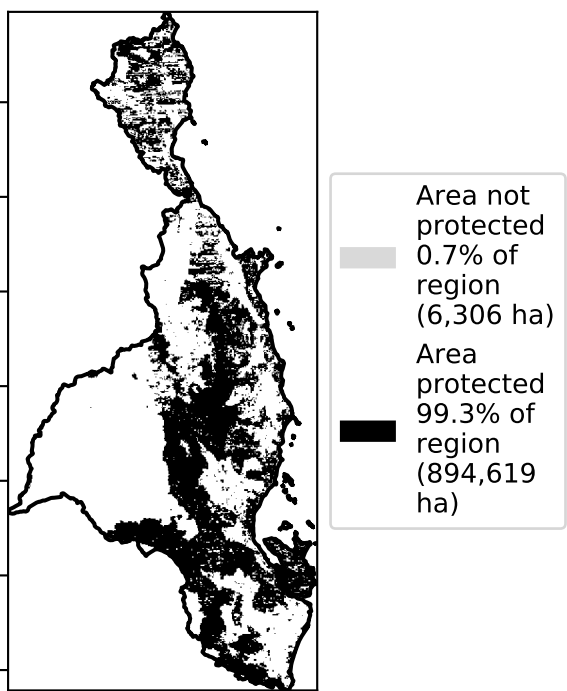 Area not
protected
0.7% of
region
(6,306 ha)
Area
protected
99.3% of
region
(894,619
ha)